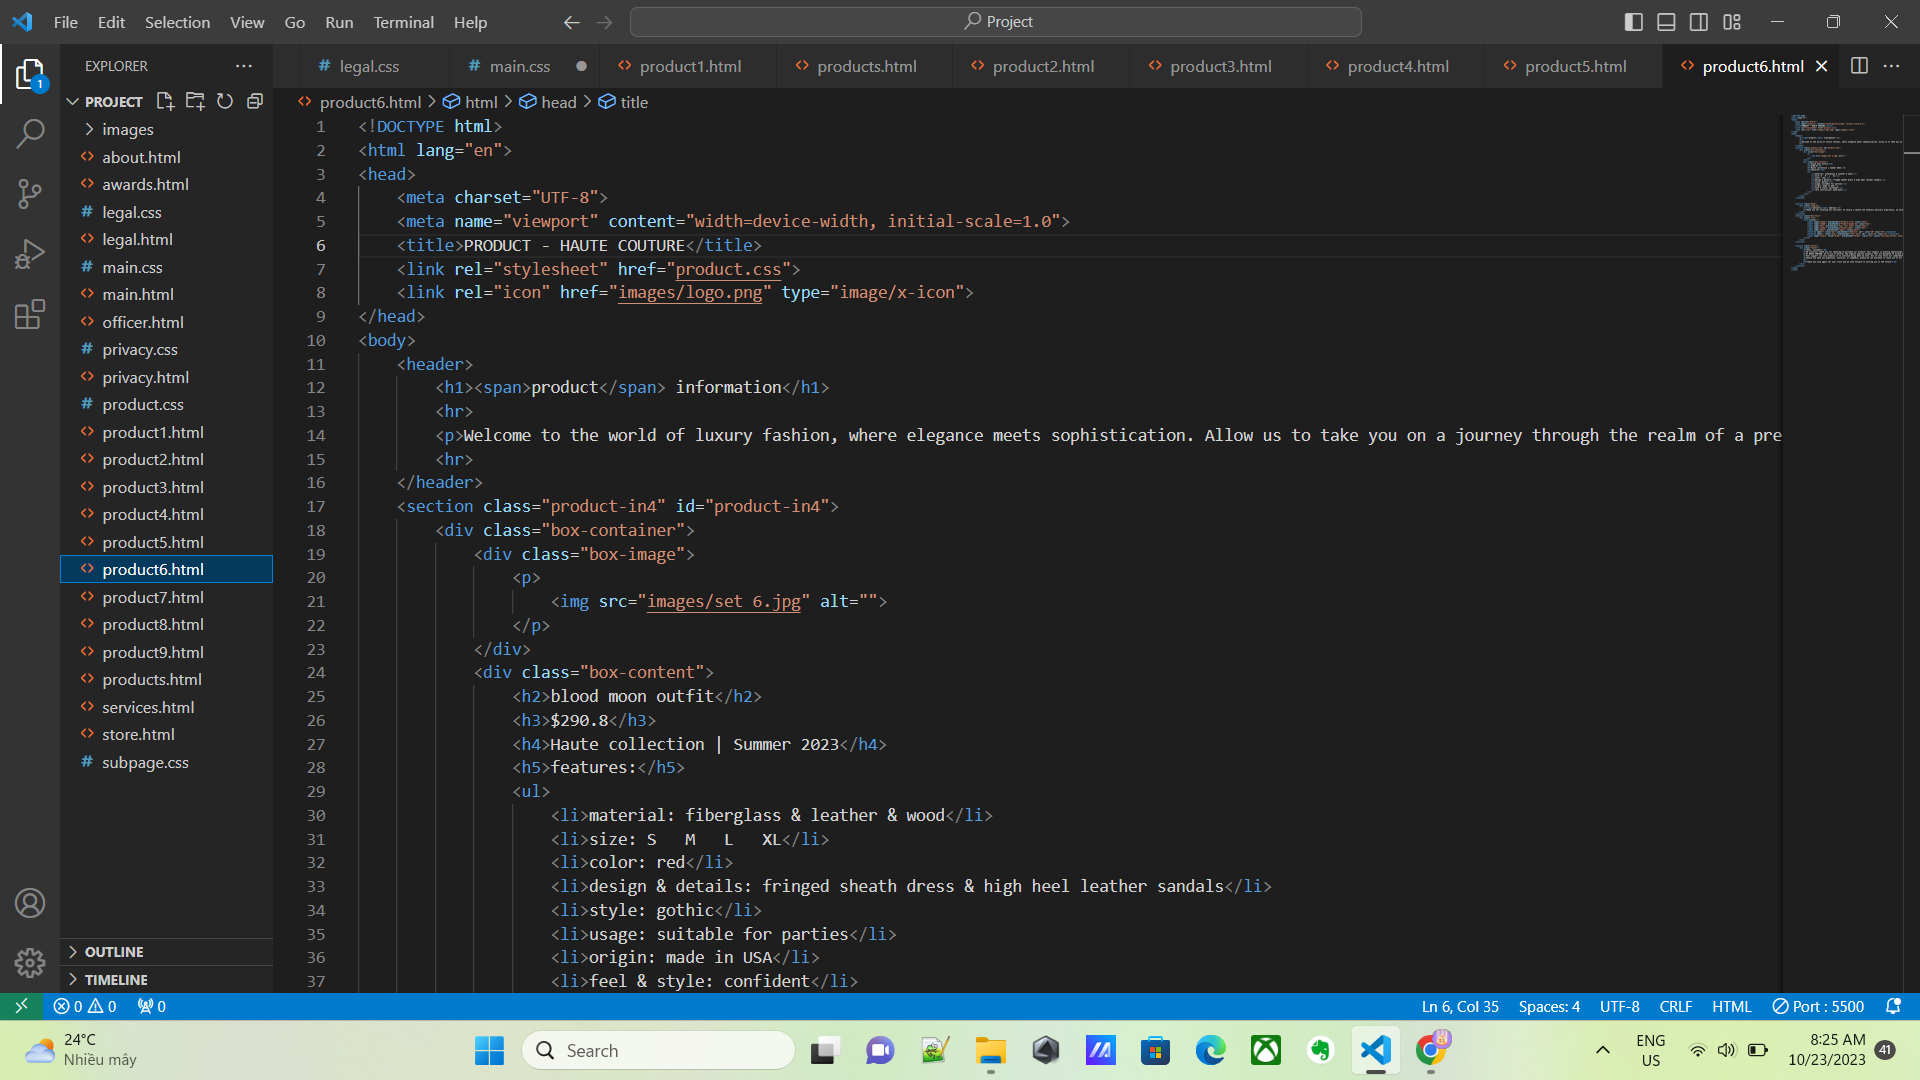 File Edit Selection View Go Run Terminal Help
Project
EXPLORER
legal.css
main.css
product1.html
products.html
product2.html
product3.html
product4.html
product5.html
product6.html
1
PROJECT
product6.html > html > head > title
images
about.html
awards.html
legal.css
legal.html
main.css
main.html
officer.html
privacy.css
privacy.html
product.css
product1.html
product2.html
product3.html
product4.html
product5.html
product6.html
product7.html
product8.html
product9.html
products.html
services.html
store.html
subpage.css
OUTLINE
TIMELINE
1 <!DOCTYPE html>
2 <html lang="en">
3 <head>
4 <meta charset="UTF-8">
5 <meta name="viewport" content="width=device-width, initial-scale=1.0">
6 <title>PRODUCT - HAUTE COUTURE</title>
7 <link rel="stylesheet" href="product.css">
8 <link rel="icon" href="images/logo.png" type="image/x-icon">
9 </head>
10 <body>
11 <header>
12 <h1><span>product</span> information</h1>
13 <hr>
14 <p>Welcome to the world of luxury fashion, where elegance meets sophistication. Allow us to take you on a journey through the realm of a pre
15 <hr>
16 </header>
17 <section class="product-in4" id="product-in4">
18 <div class="box-container">
19 <div class="box-image">
20 <p>
21 <img src="images/set 6.jpg" alt="">
22 </p>
23 </div>
24 <div class="box-content">
25 <h2>blood moon outfit</h2>
26 <h3>$290.8</h3>
27 <h4>Haute collection | Summer 2023</h4>
28 <h5>features:</h5>
29 <ul>
30 <li>material: fiberglass & leather & wood</li>
31 <li>size: S M L XL</li>
32 <li>color: red</li>
33 <li>design & details: fringed sheath dress & high heel leather sandals</li>
34 <li>style: gothic</li>
35 <li>usage: suitable for parties</li>
36 <li>origin: made in USA</li>
37 <li>feel & style: confident</li>
0 0 0
Ln 6, Col 35 Spaces: 4 UTF-8 CRLF HTML Port : 5500
24°C
Nhiều mây
Search
ENG
US
8:25 AM
10/23/2023
41